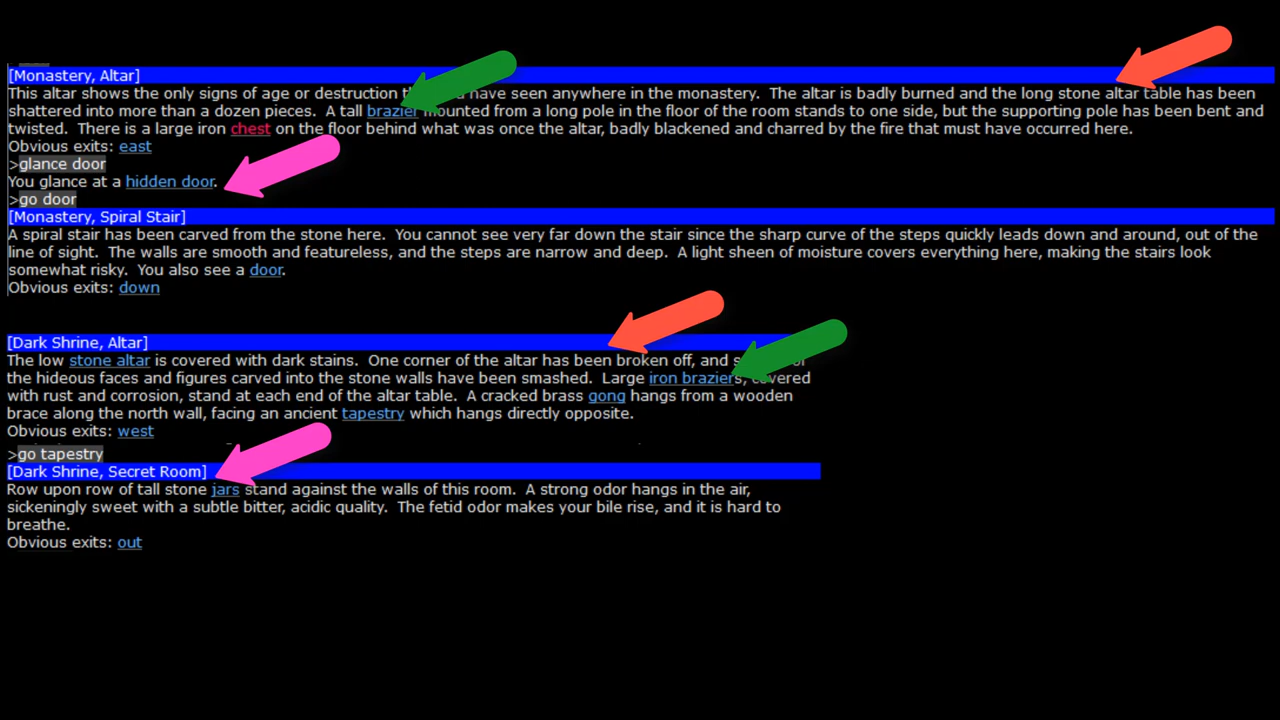 [Monastery, Altar]
This altar shows the only signs of age or destruction have seen anywhere in the monastery. The altar is badly burned and the long stone altar table has been
shattered into more than a dozen pieces. A tall brazier mounted from a long pole in the floor of the room stands to one side, but the supporting pole has been bent and
twisted. There is a large iron chest on the floor behind what was once the altar, badly blackened and charred by the fire that must have occurred here.
Obvious exits: east
>glance door
You glance at a hidden door.
>go door
[Monastery, Spiral Stair]
A spiral stair has been carved from the stone here. You cannot see very far down the stair since the sharp curve of the steps quickly leads down and around, out of the
line of sight. The walls are smooth and featureless, and the steps are narrow and deep. A light sheen of moisture covers everything here, making the stairs look
somewhat risky. You also see a door.
Obvious exits: down
[Dark Shrine, Altar]
The low stone altar is covered with dark stains. One corner of the altar has been broken off, and
the hideous faces and figures carved into the stone walls have been smashed. Large iron braziers, covered
with rust and corrosion, stand at each end of the altar table. A cracked brass gong hangs from a wooden
brace along the north wall, facing an ancient tapestry which hangs directly opposite.
Obvious exits: west
>go tapestry
[Dark Shrine, Secret Room]
Row upon row of tall stone jars stand against the walls of this room. A strong odor hangs in the air,
sickeningly sweet with a subtle bitter, acidic quality. The fetid odor makes your bile rise, and it is hard to
breathe.
Obvious exits: out